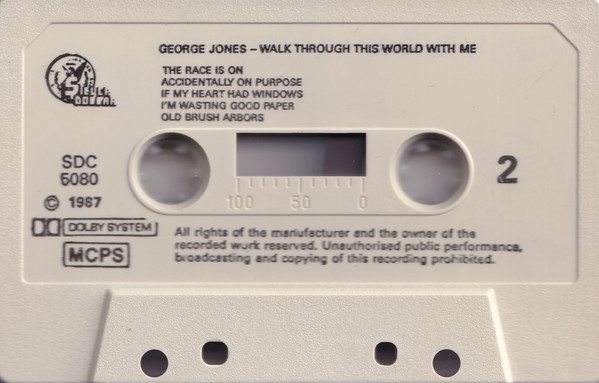 GEORGE JONES – WALK THROUGH THIS WORLD WITH ME
THE RACE IS ON
ACCIDENTALLY ON PURPOSE
IF MY HEART HAD WINDOWS
I'M WASTING GOOD PAPER
OLD BRUSH ARBORS
SILVER
DOLLAR
SDC
5080
© 1987
DOLBY SYSTEM
MCPS
100 50 0
2
All rights of the manufacturer and the owner of the
recorded work reserved. Unauthorised public performance,
broadcasting and copying of this recording prohibited.